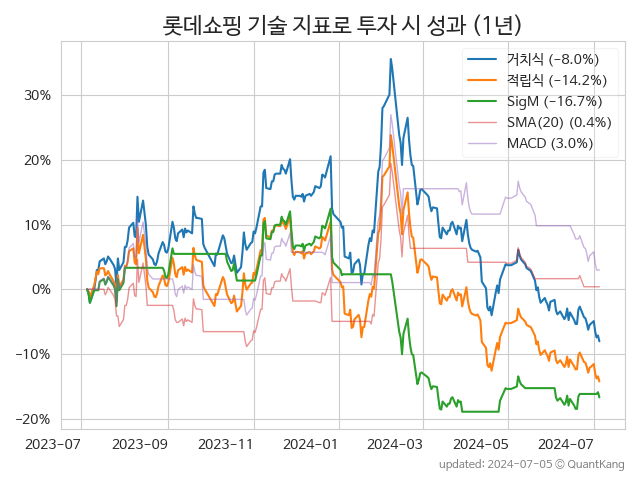 롯데쇼핑 기술 지표로 투자 시 성과 (1년)
거치식 (−8.0%)
적립식 (−14.2%)
SigM (−16.7%)
SMA(20) (0.4%)
MACD (3.0%)
30%
20%
10%
0%
−10%
−20%
2023-07 2023-09 2023-11 2024-01 2024-03 2024-05 2024-07
updated: 2024-07-05 © QuantKang